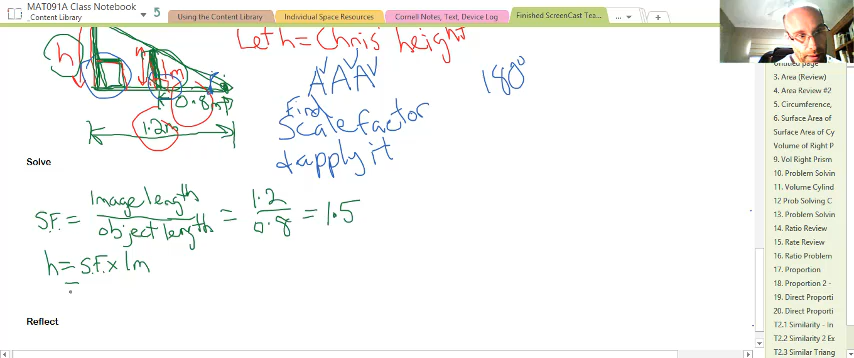 MAT091A Class Notebook
5
Using the Content Library
Individual Space Resources
Cornell Notes, Text, Device Log
Finished ScreenCast Tea...
...
Let h = Chris' height
h
1m
0.8m
1.2m
AAA
180°
Find
Scale factor
& apply it
Solve
S.F. = Image length / object length = 1.2 / 0.8 = 1.5
h = S.F. x 1m
=
Reflect
Untitled page
3. Area (Review)
4. Area Review #2
5. Circumference,
6. Surface Area of
Surface Area of Cy
Volume of Right P
9. Vol Right Prism
10. Problem Solvin
11. Volume Cylind
12 Prob Solving C
13. Problem Solvin
14. Ratio Review
15. Rate Review
16. Ratio Problem
17. Proportion
18. Proportion 2 -
19. Direct Proporti
20. Direct Proporti
T2.1 Similarity - In
T2.2 Similarity 2 Ex
T2.3 Similar Triang